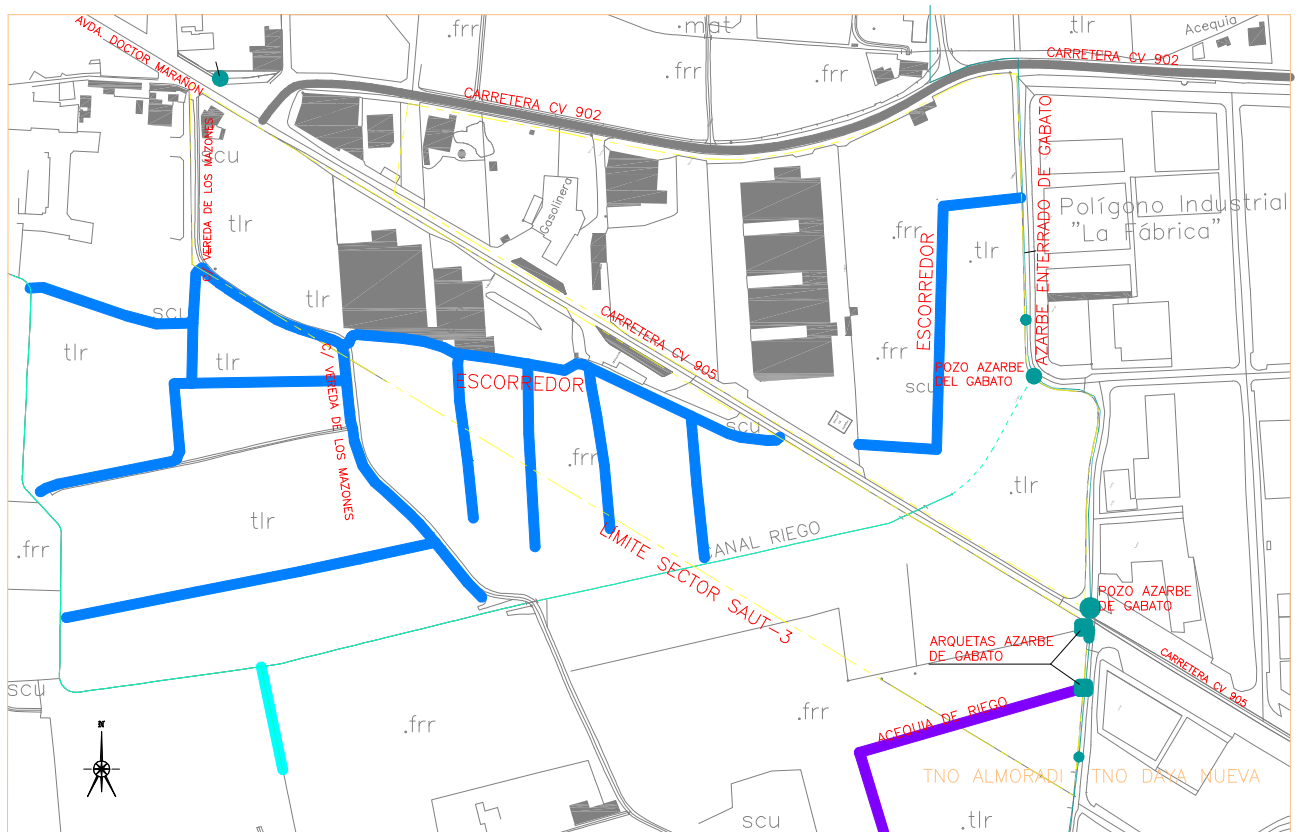 AVDA. DOCTOR MARAÑON
.frr
.mat
.tlr
Acequia
CARRETERA CV 902
.frr
.frr
CARRETERA CV 902
C/ VEREDA DE LOS MAZONES
scu
tlr
Gasolinera
.frr
ESCORREDOR
.tlr
AZARBE ENTERRADO DE GABATO
Polígono Industrial
"La Fábrica"
tlr
scu
tlr
tlr
CARRETERA CV 905
.frr
POZO AZARBE
DEL GABATO
scu
ESCORREDOR
C/ VEREDA DE LOS MAZONES
scu
.frr
.tlr
tlr
.frr
CANAL RIEGO
LÍMITE SECTOR SAUT-3
POZO AZARBE
DE GABATO
ARQUETAS AZARBE
DE GABATO
CARRETERA CV 905
scu
.frr
.frr
ACEQUIA DE RIEGO
TNO ALMORADI
TNO DAYA NUEVA
scu
.tlr